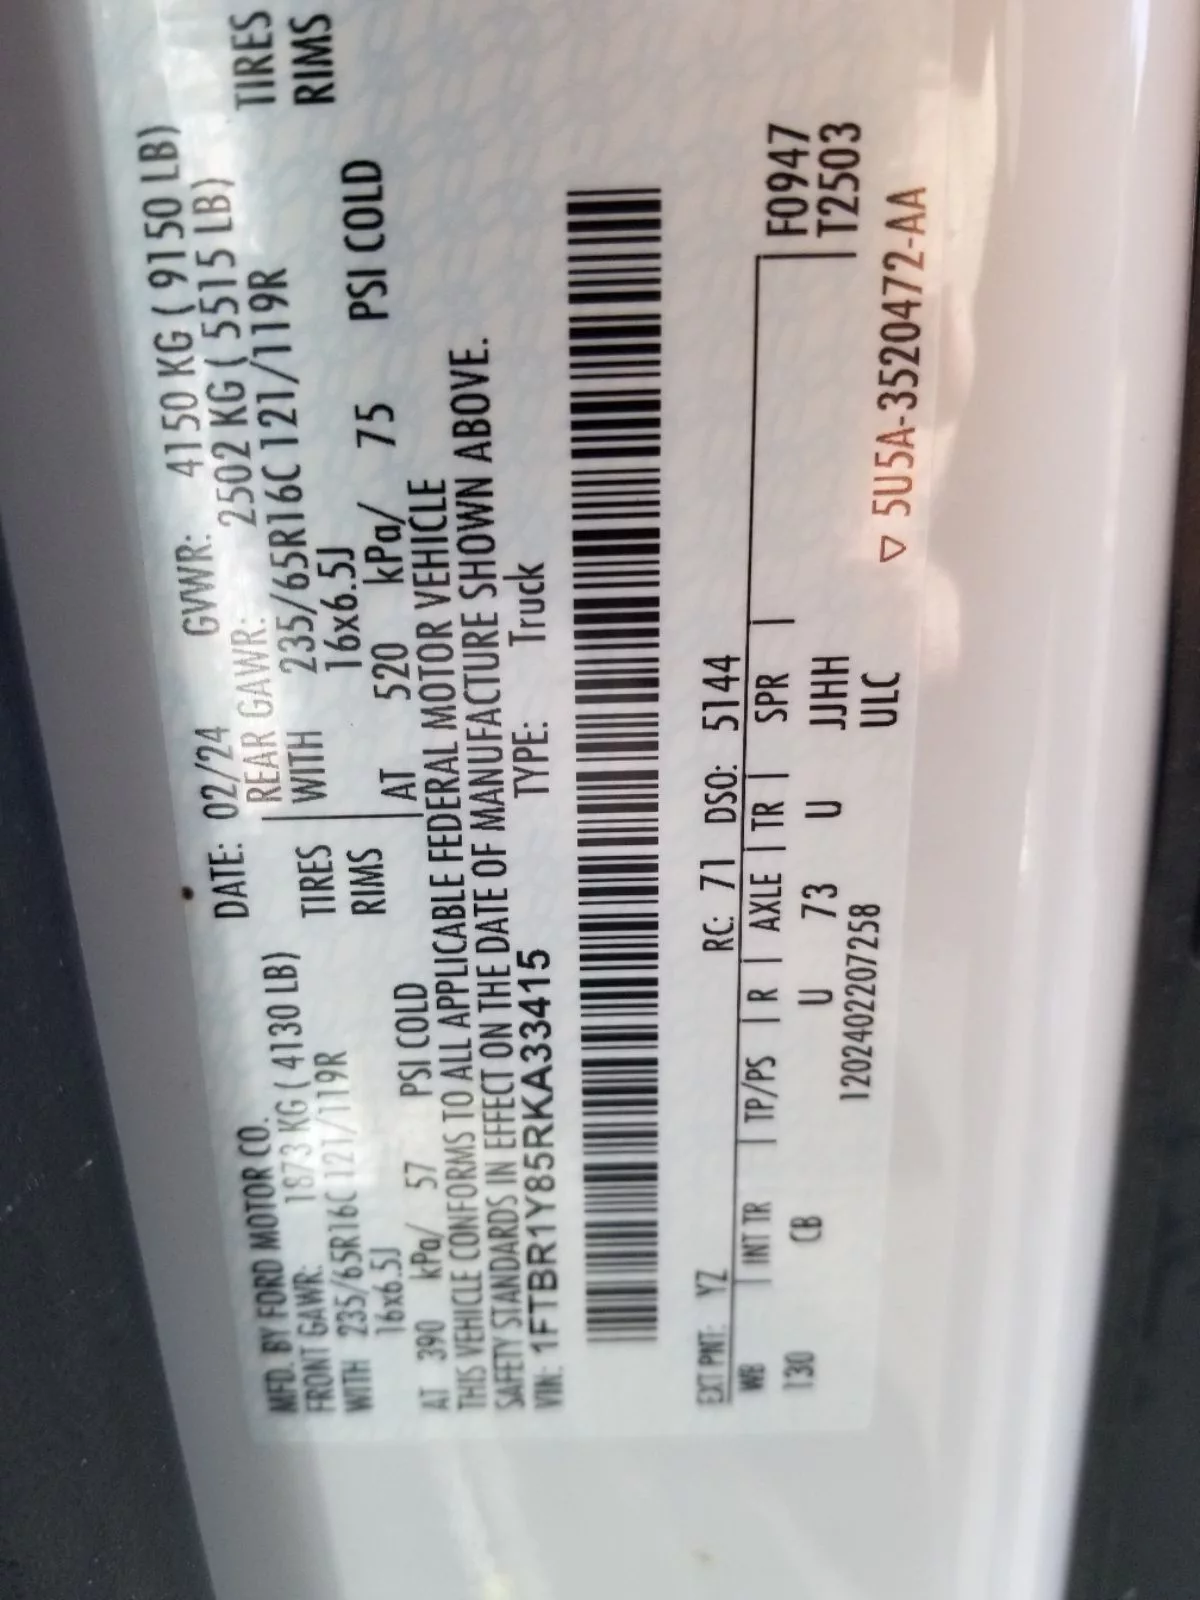 MFD. BY FORD MOTOR CO. DATE: 02/24 GVWR: 4150 KG ( 9150 LB)
FRONT GAWR: 1873 KG ( 4130 LB) REAR GAWR: 2502 KG ( 5515 LB)
WITH 235/65R16C 121/119R TIRES WITH 235/65R16C 121/119R TIRES
16x6.5J RIMS 16x6.5J RIMS
AT 390 kPa/ 57 PSI COLD AT 520 kPa/ 75 PSI COLD
THIS VEHICLE CONFORMS TO ALL APPLICABLE FEDERAL MOTOR VEHICLE
SAFETY STANDARDS IN EFFECT ON THE DATE OF MANUFACTURE SHOWN ABOVE.
VIN: 1FTBR1Y85RKA33415 TYPE: Truck
EXT PNT: YZ RC: 71 DSO: 5144
WB INT TR TP/PS R AXLE TR SPR F0947
130 CB U 73 U JJHH T2503
1202402207258 ULC
▽ 5U5A-3520472-AA